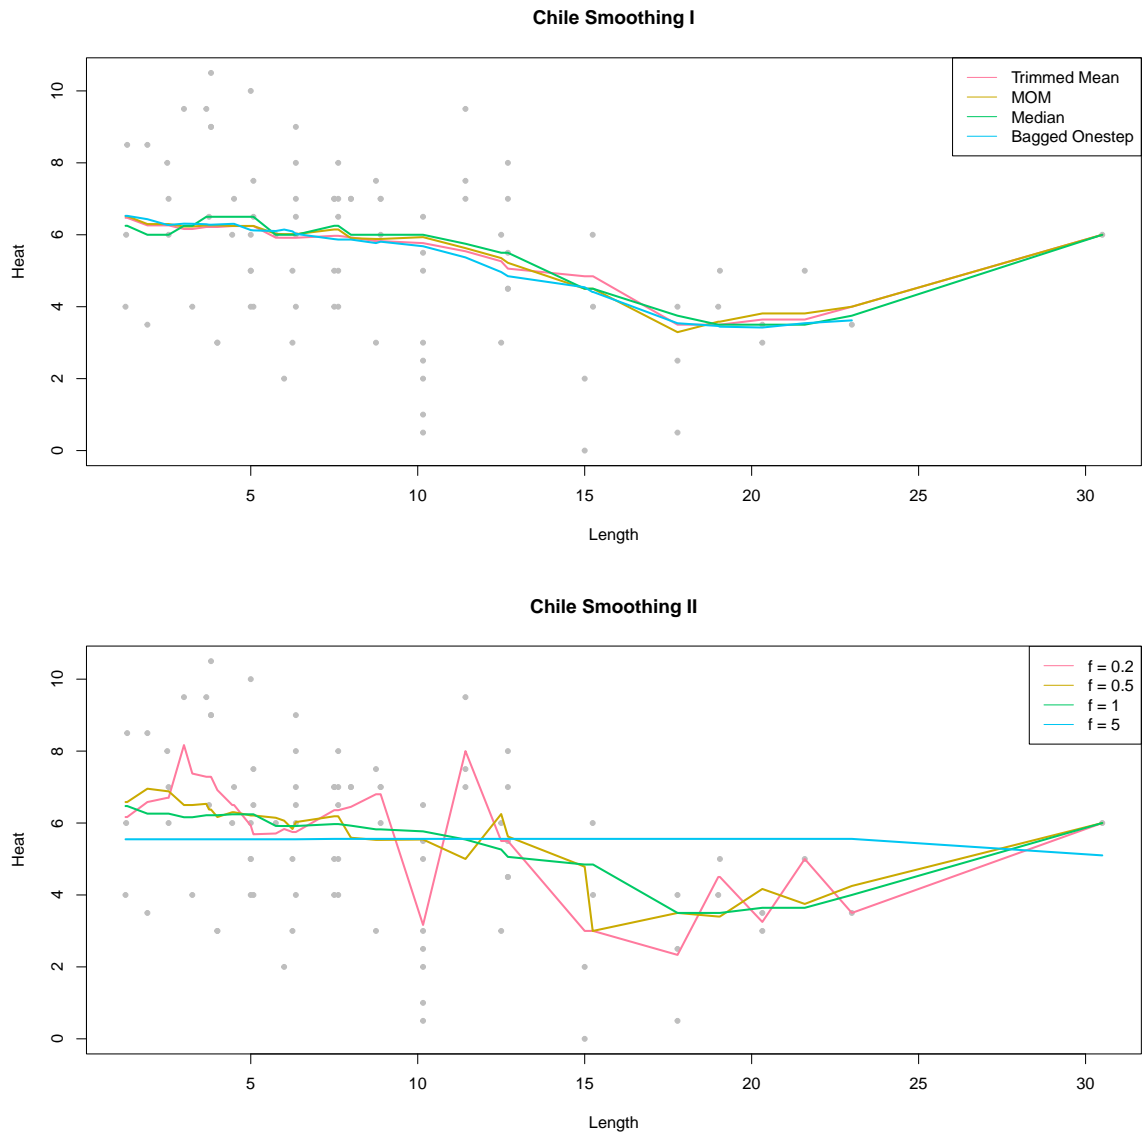 Chile Smoothing I
Trimmed Mean
MOM
Median
Bagged Onestep
Heat
0 2 4 6 8 10
5 10 15 20 25 30
Length
Chile Smoothing II
f = 0.2
f = 0.5
f = 1
f = 5
Heat
0 2 4 6 8 10
5 10 15 20 25 30
Length